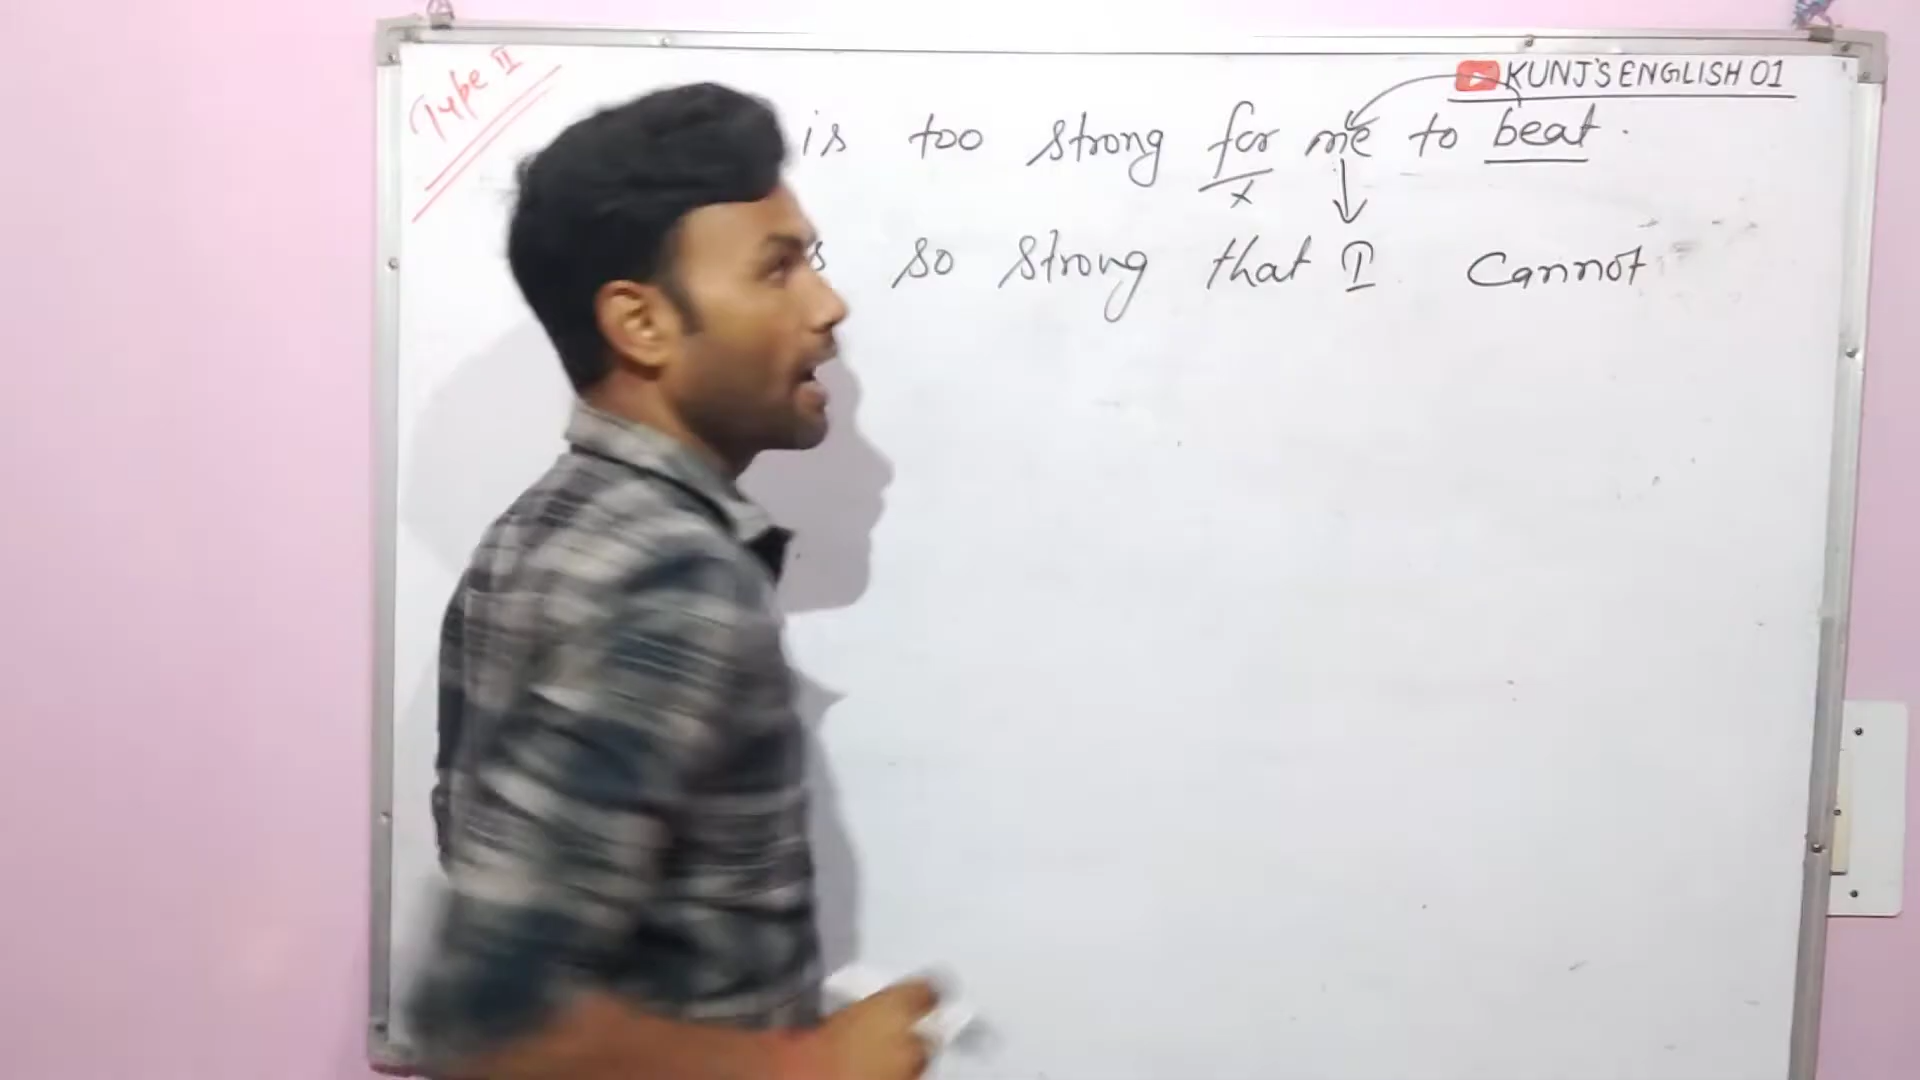 Type II
KUNJ'S ENGLISH 01
is too strong for me to beat.
x
so strong that I cannot